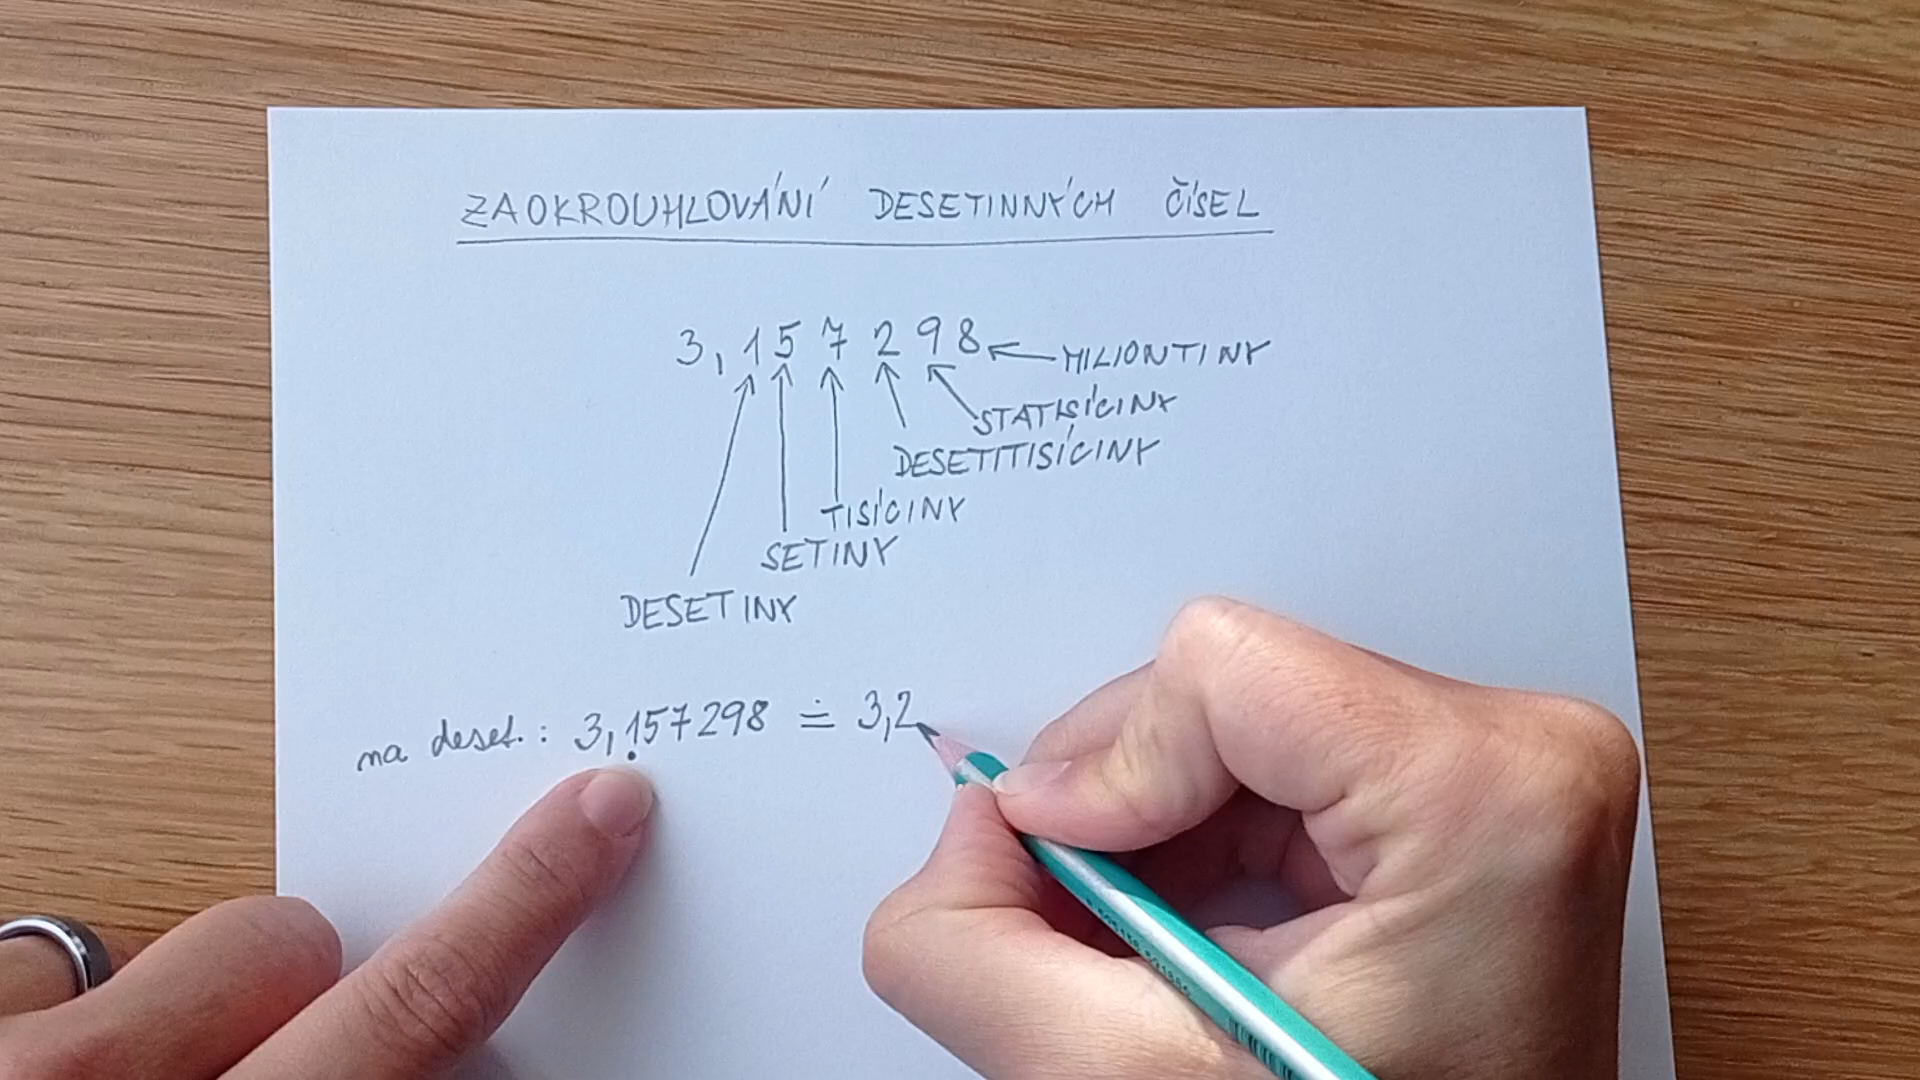 ZAOKROUHLOVÁNÍ DESETINNÝCH ČÍSEL
3,157298
MILIONTINY
STATISÍCINY
DESETITISÍCINY
TISÍCINY
SETINY
DESETINY
na deset.: 3,157298 ≐ 3,2